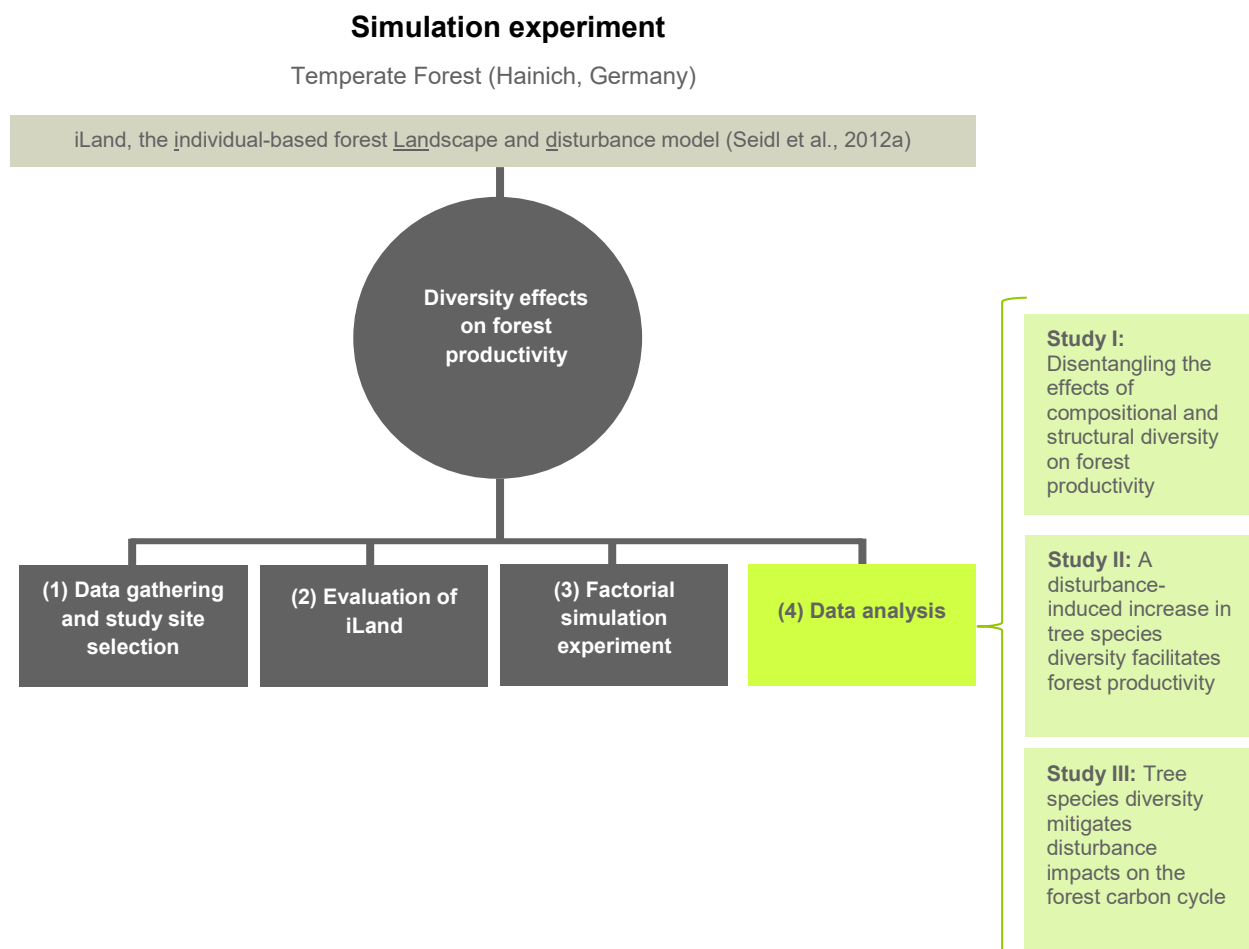 Simulation experiment
Temperate Forest (Hainich, Germany)
iLand, the individual-based forest Landscape and disturbance model (Seidl et al., 2012a)
Diversity effects
on forest
productivity
(1) Data gathering
and study site
selection
(2) Evaluation of
iLand
(3) Factorial
simulation
experiment
(4) Data analysis
Study I:
Disentangling the
effects of
compositional and
structural diversity
on forest
productivity
Study II: A
disturbance-
induced increase in
tree species
diversity facilitates
forest productivity
Study III: Tree
species diversity
mitigates
disturbance
impacts on the
forest carbon cycle